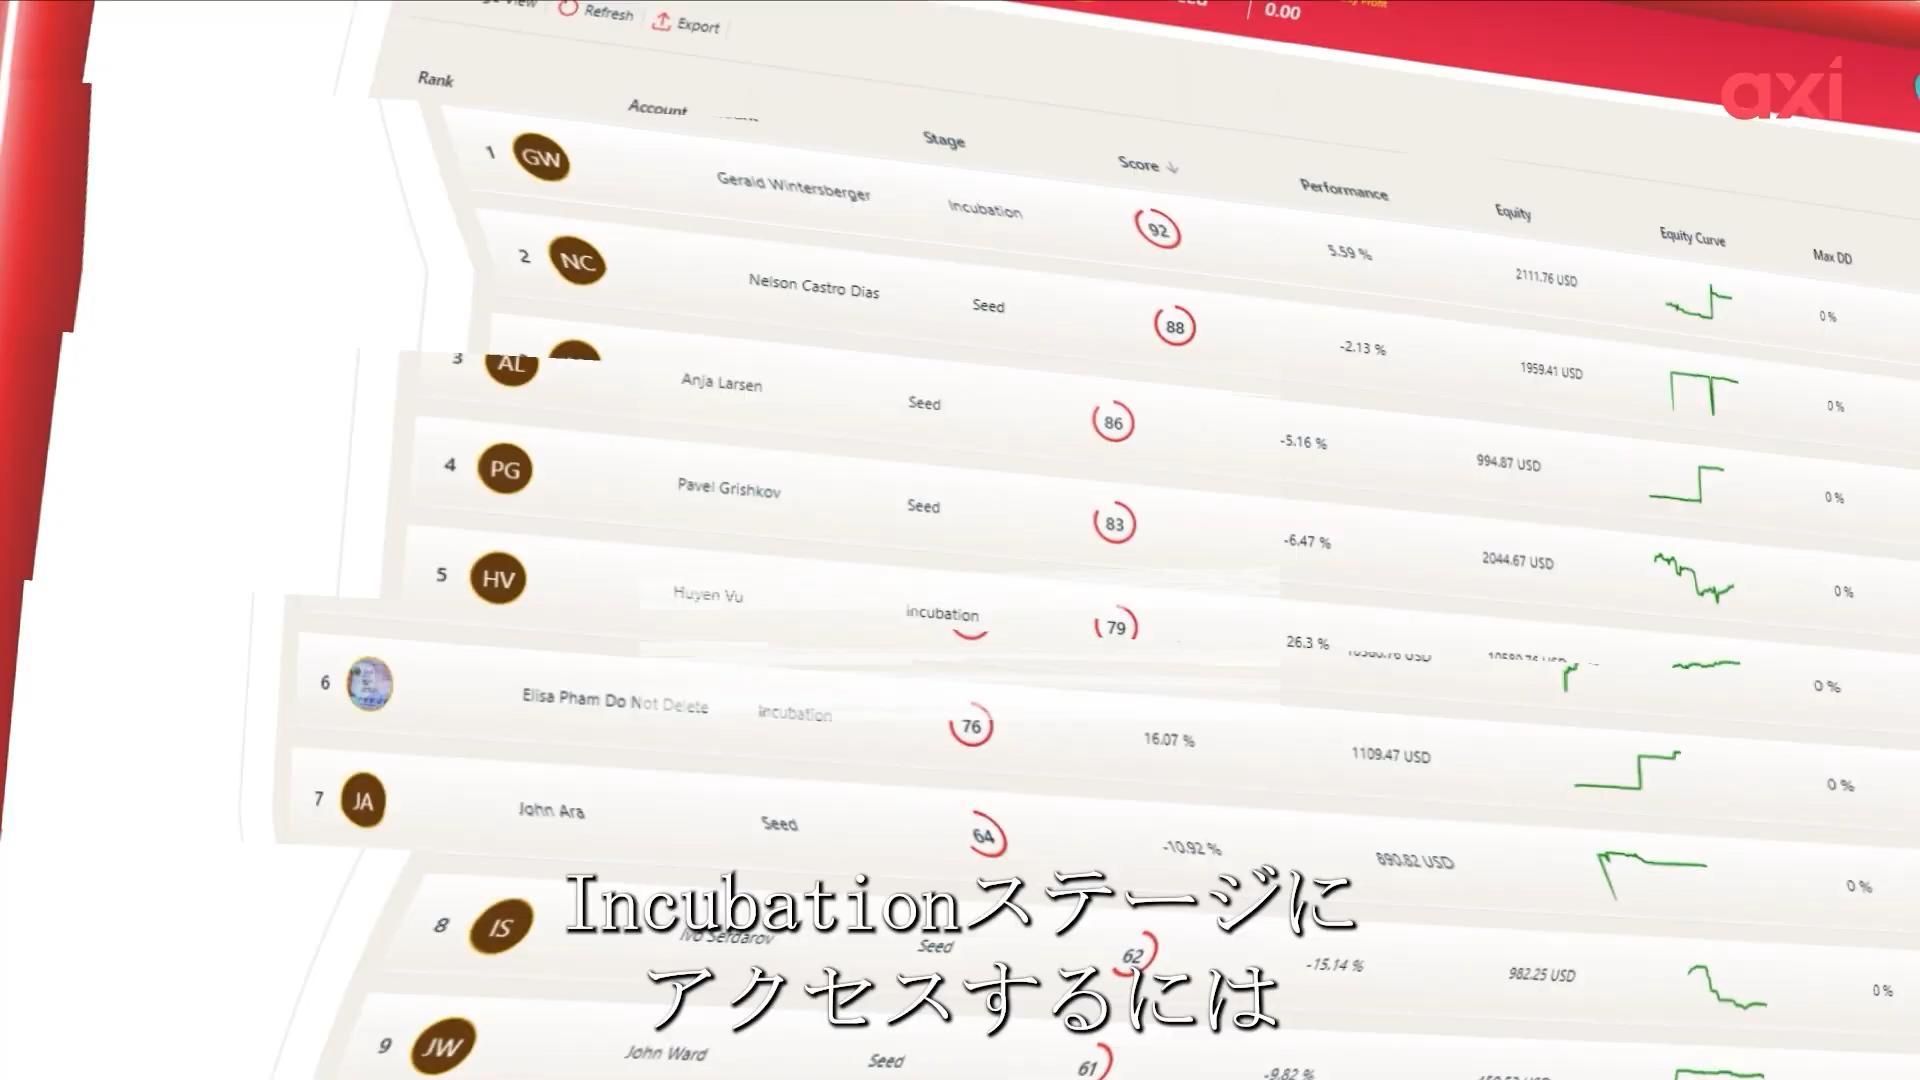 Refresh
Export
0.00
axi
Rank
Account
Stage
Score
Performance
Equity
Equity Curve
Max DD
1 GW Gerald Wintersberger Incubation 92 5.59 % 2111.76 USD 0 %
2 NC Nelson Castro Dias Seed 88 -2.13 % 1959.41 USD 0 %
3 AL Anja Larsen Seed 86 -5.16 % 994.87 USD 0 %
4 PG Pavel Grishkov Seed 83 -6.47 % 2044.67 USD 0 %
5 HV Huyen Vu Incubation 79 26.3 % 0 %
6 Elisa Pham Do Not Delete Incubation 76 16.07 % 1109.47 USD 0 %
7 JA John Ara Seed 64 -10.92 % 890.82 USD 0 %
8 IS Ivo Serdarov Seed 62 -15.14 % 982.25 USD 0 %
9 JW John Ward Seed 61 -9.82 %
Incubationステージに
アクセスするには